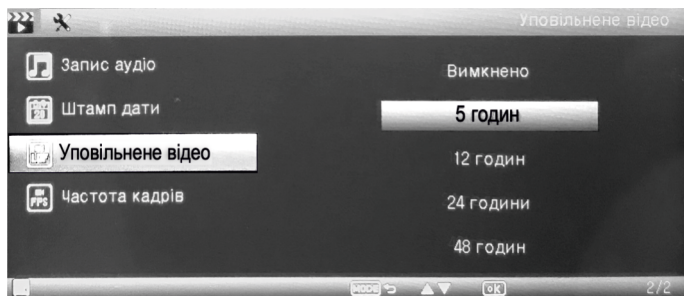 Уповільнене відео
Запис аудіо
Вимкнено
Штамп дати
5 годин
Уповільнене відео
12 годин
Частота кадрів
24 години
48 годин
MODE OK 2/2